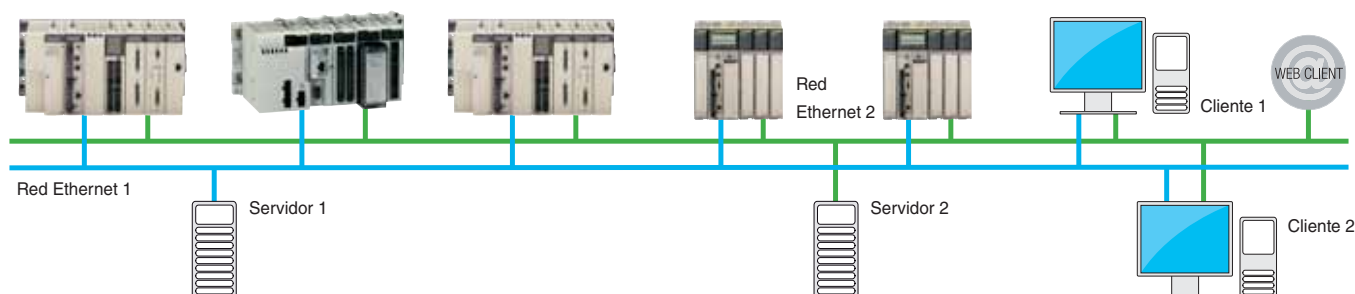 Red
Ethernet 2
WEB CLIENT
@
Cliente 1
Red Ethernet 1
Servidor 1
Servidor 2
Cliente 2